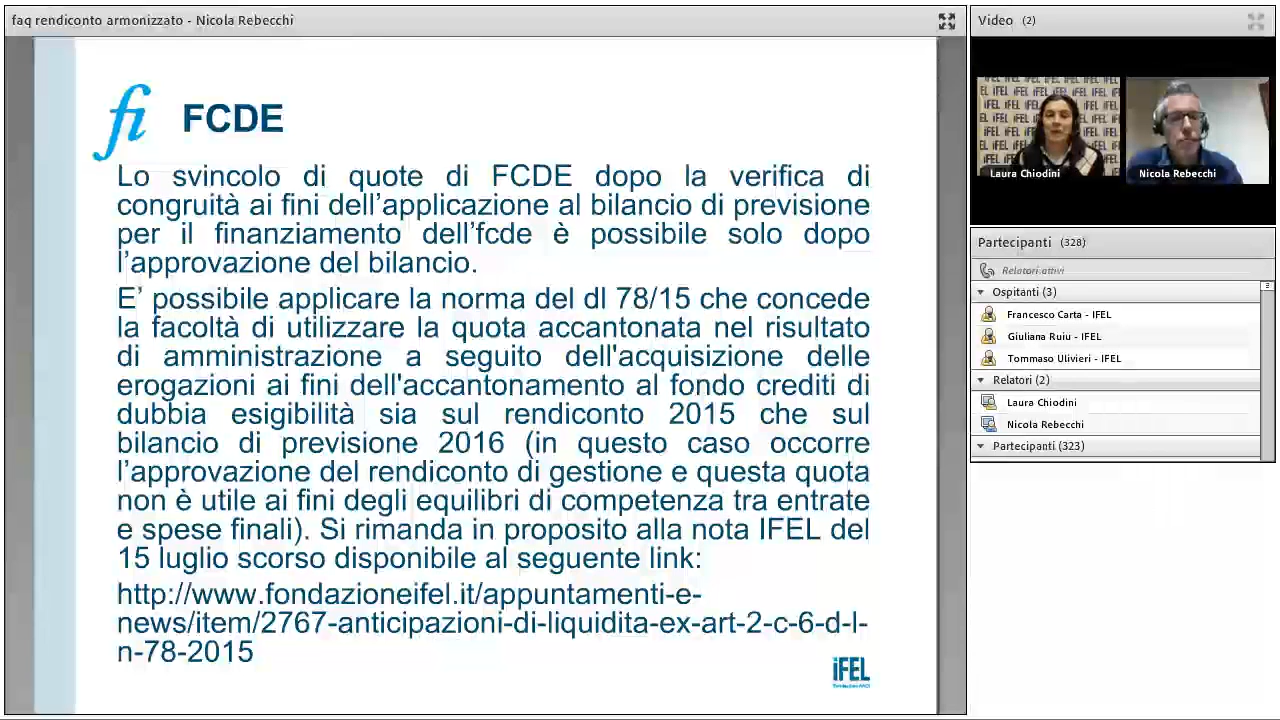 faq rendiconto armonizzato - Nicola Rebecchi
fi FCDE
Lo svincolo di quote di FCDE dopo la verifica di
congruità ai fini dell’applicazione al bilancio di previsione
per il finanziamento dell’fcde è possibile solo dopo
l’approvazione del bilancio.
E’ possibile applicare la norma del dl 78/15 che concede
la facoltà di utilizzare la quota accantonata nel risultato
di amministrazione a seguito dell'acquisizione delle
erogazioni ai fini dell'accantonamento al fondo crediti di
dubbia esigibilità sia sul rendiconto 2015 che sul
bilancio di previsione 2016 (in questo caso occorre
l’approvazione del rendiconto di gestione e questa quota
non è utile ai fini degli equilibri di competenza tra entrate
e spese finali). Si rimanda in proposito alla nota IFEL del
15 luglio scorso disponibile al seguente link:
http://www.fondazioneifel.it/appuntamenti-e-
news/item/2767-anticipazioni-di-liquidita-ex-art-2-c-6-d-l-
n-78-2015
iFEL
Video (2)
Laura Chiodini
Nicola Rebecchi
Partecipanti (328)
Relatori attivi
Ospitanti (3)
Francesco Carta - IFEL
Giuliana Ruiu - IFEL
Tommaso Ulivieri - IFEL
Relatori (2)
Laura Chiodini
Nicola Rebecchi
Partecipanti (323)